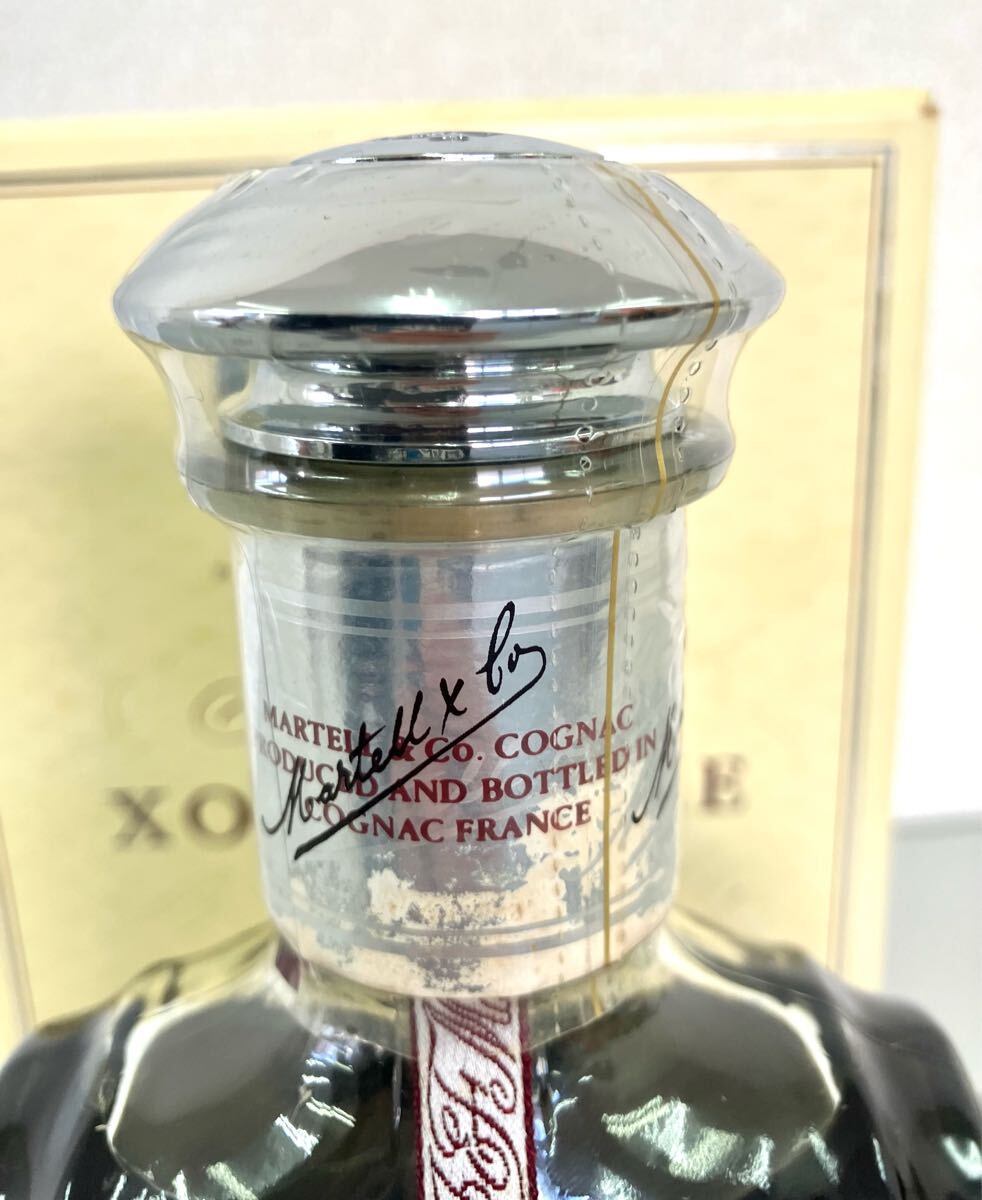 Martell & Co
MARTELL & Co. COGNAC
PRODUCED AND BOTTLED IN
COGNAC FRANCE
XO